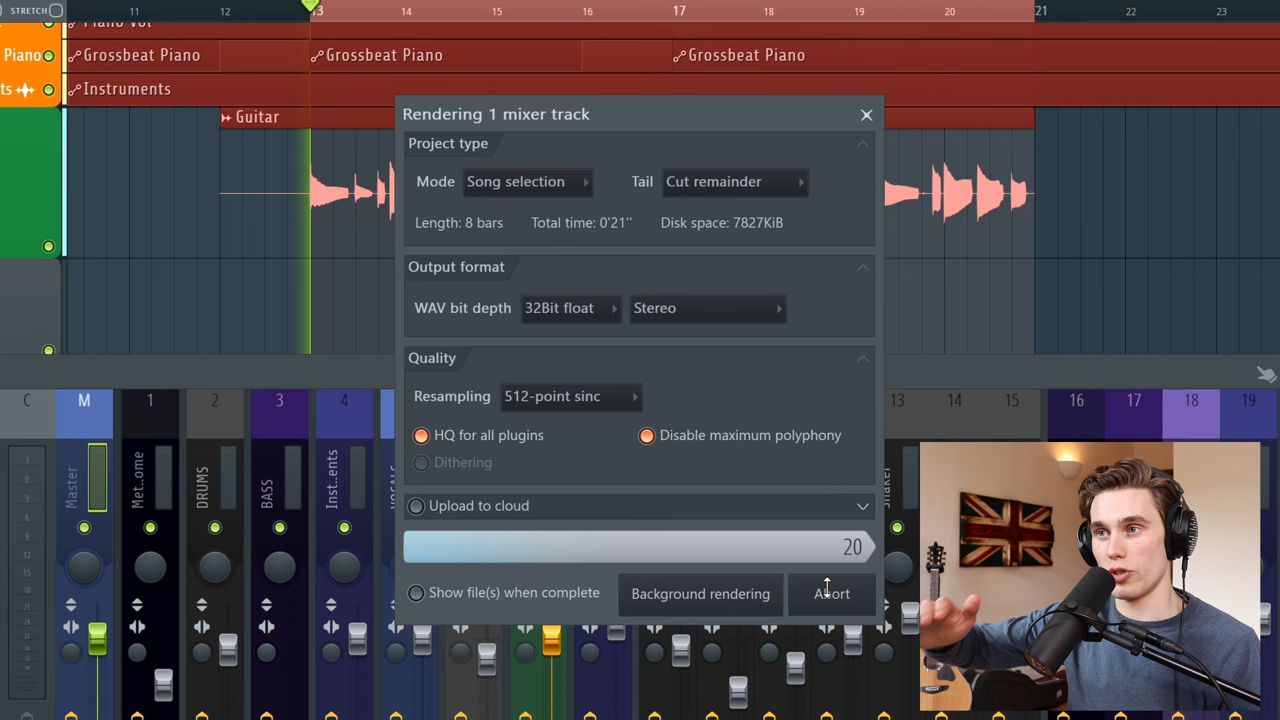 STRETCH
11 12 13 14 15 16 17 18 19 20 21 22 23
Piano Vol
Piano
Grossbeat Piano
Grossbeat Piano
Grossbeat Piano
ts
Instruments
Guitar
Rendering 1 mixer track
Project type
Mode Song selection Tail Cut remainder
Length: 8 bars Total time: 0'21'' Disk space: 7827KiB
Output format
WAV bit depth 32Bit float Stereo
Quality
Resampling 512-point sinc
HQ for all plugins Disable maximum polyphony
Dithering
Upload to cloud
20
Show file(s) when complete Background rendering Abort
C M 1 2 3 4 13 14 15 16 17 18 19
Master
Met..ome
DRUMS
BASS
Inst..ents
VOCALS
Shaker